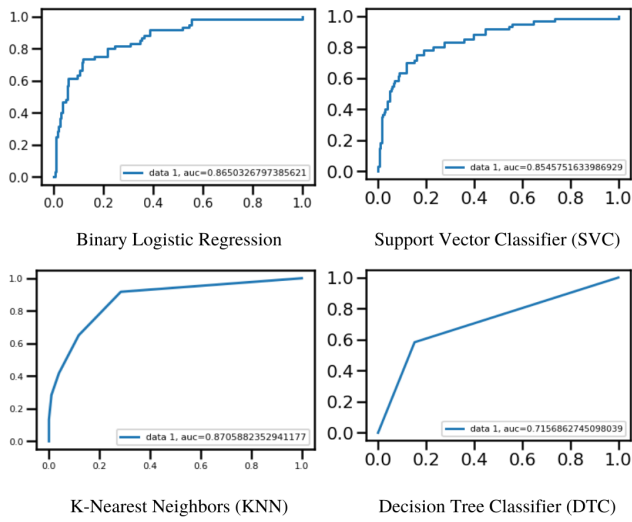 1.0
0.8
0.6
0.4
0.2
0.0
data 1, auc=0.8650326797385621
0.0 0.2 0.4 0.6 0.8 1.0
Binary Logistic Regression
1.0
0.8
0.6
0.4
0.2
0.0
data 1, auc=0.8545751633986929
0.0 0.2 0.4 0.6 0.8 1.0
Support Vector Classifier (SVC)
1.0
0.8
0.6
0.4
0.2
0.0
data 1, auc=0.8705882352941177
0.0 0.2 0.4 0.6 0.8 1.0
K-Nearest Neighbors (KNN)
1.0
0.8
0.6
0.4
0.2
0.0
data 1, auc=0.7156862745098039
0.0 0.2 0.4 0.6 0.8 1.0
Decision Tree Classifier (DTC)